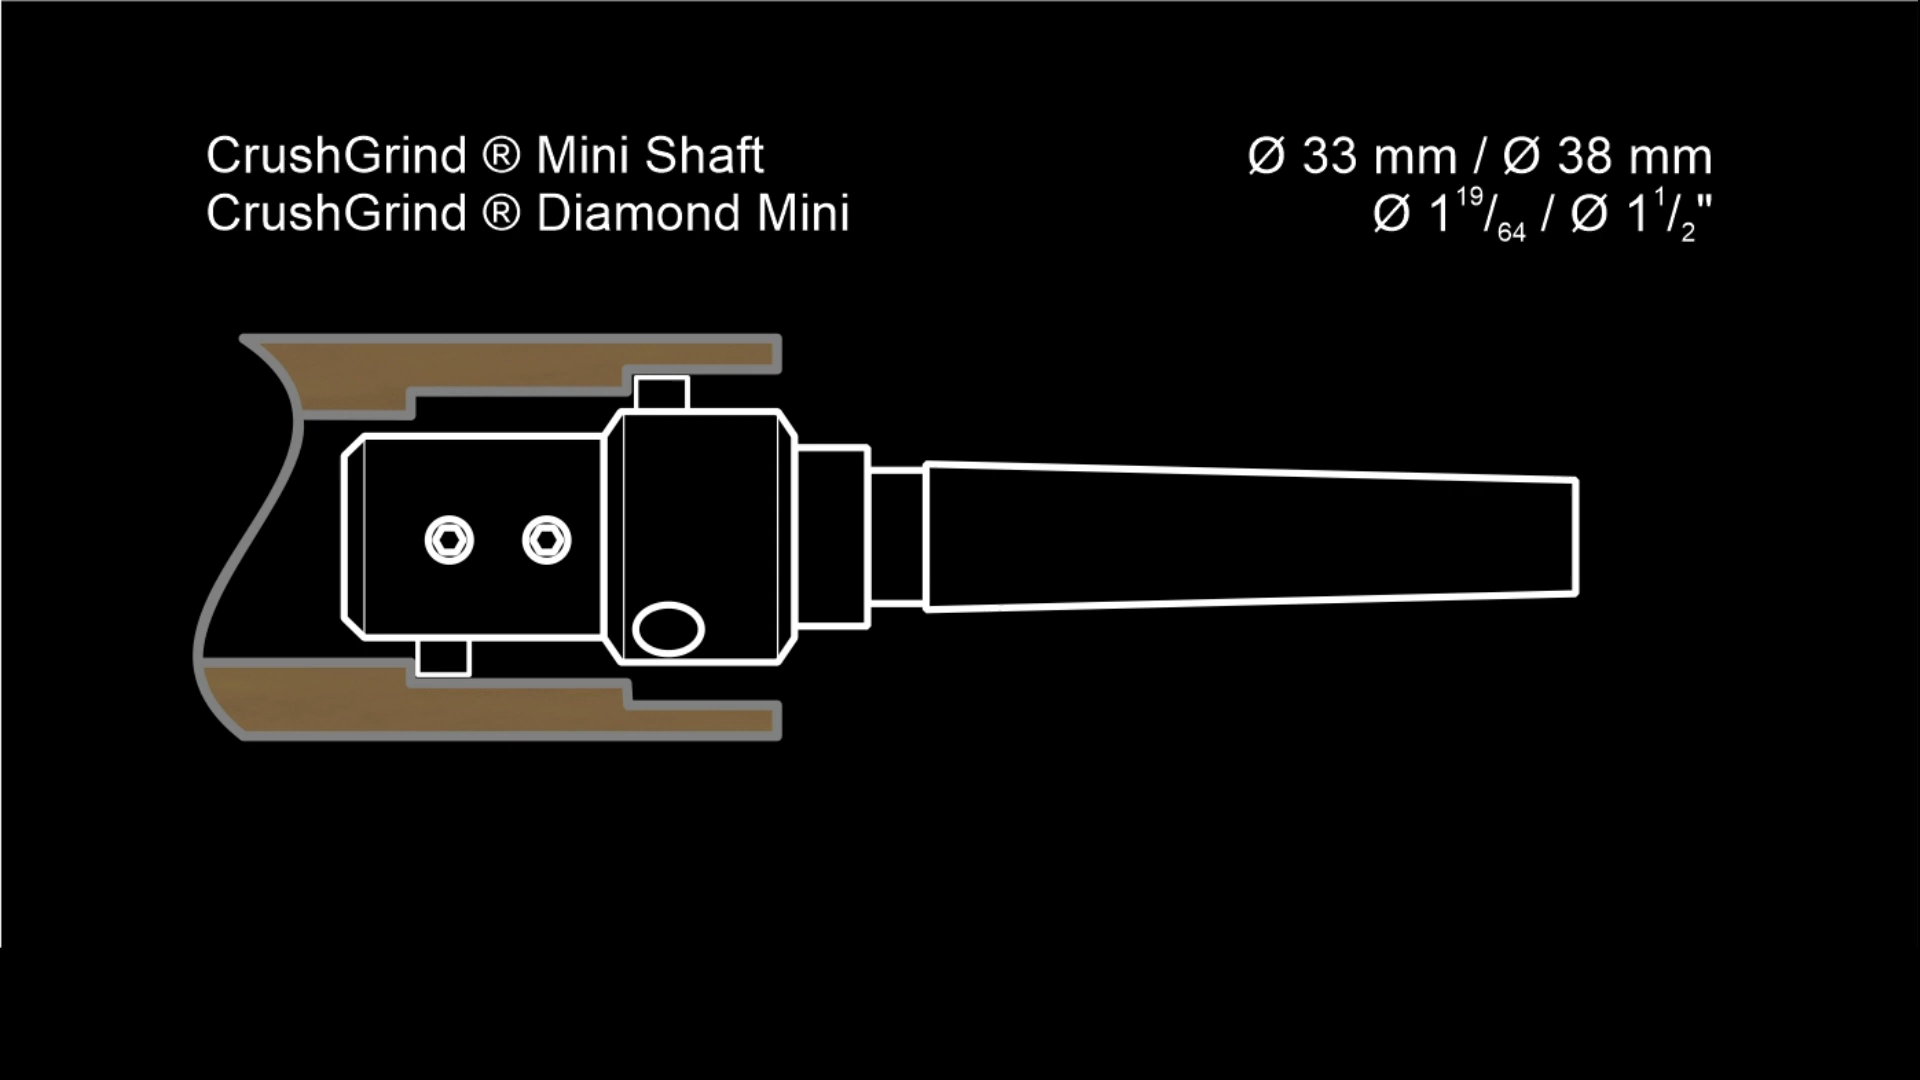 CrushGrind ® Mini Shaft
CrushGrind ® Diamond Mini
Ø 33 mm / Ø 38 mm
Ø 1 19/64 / Ø 1 1/2"